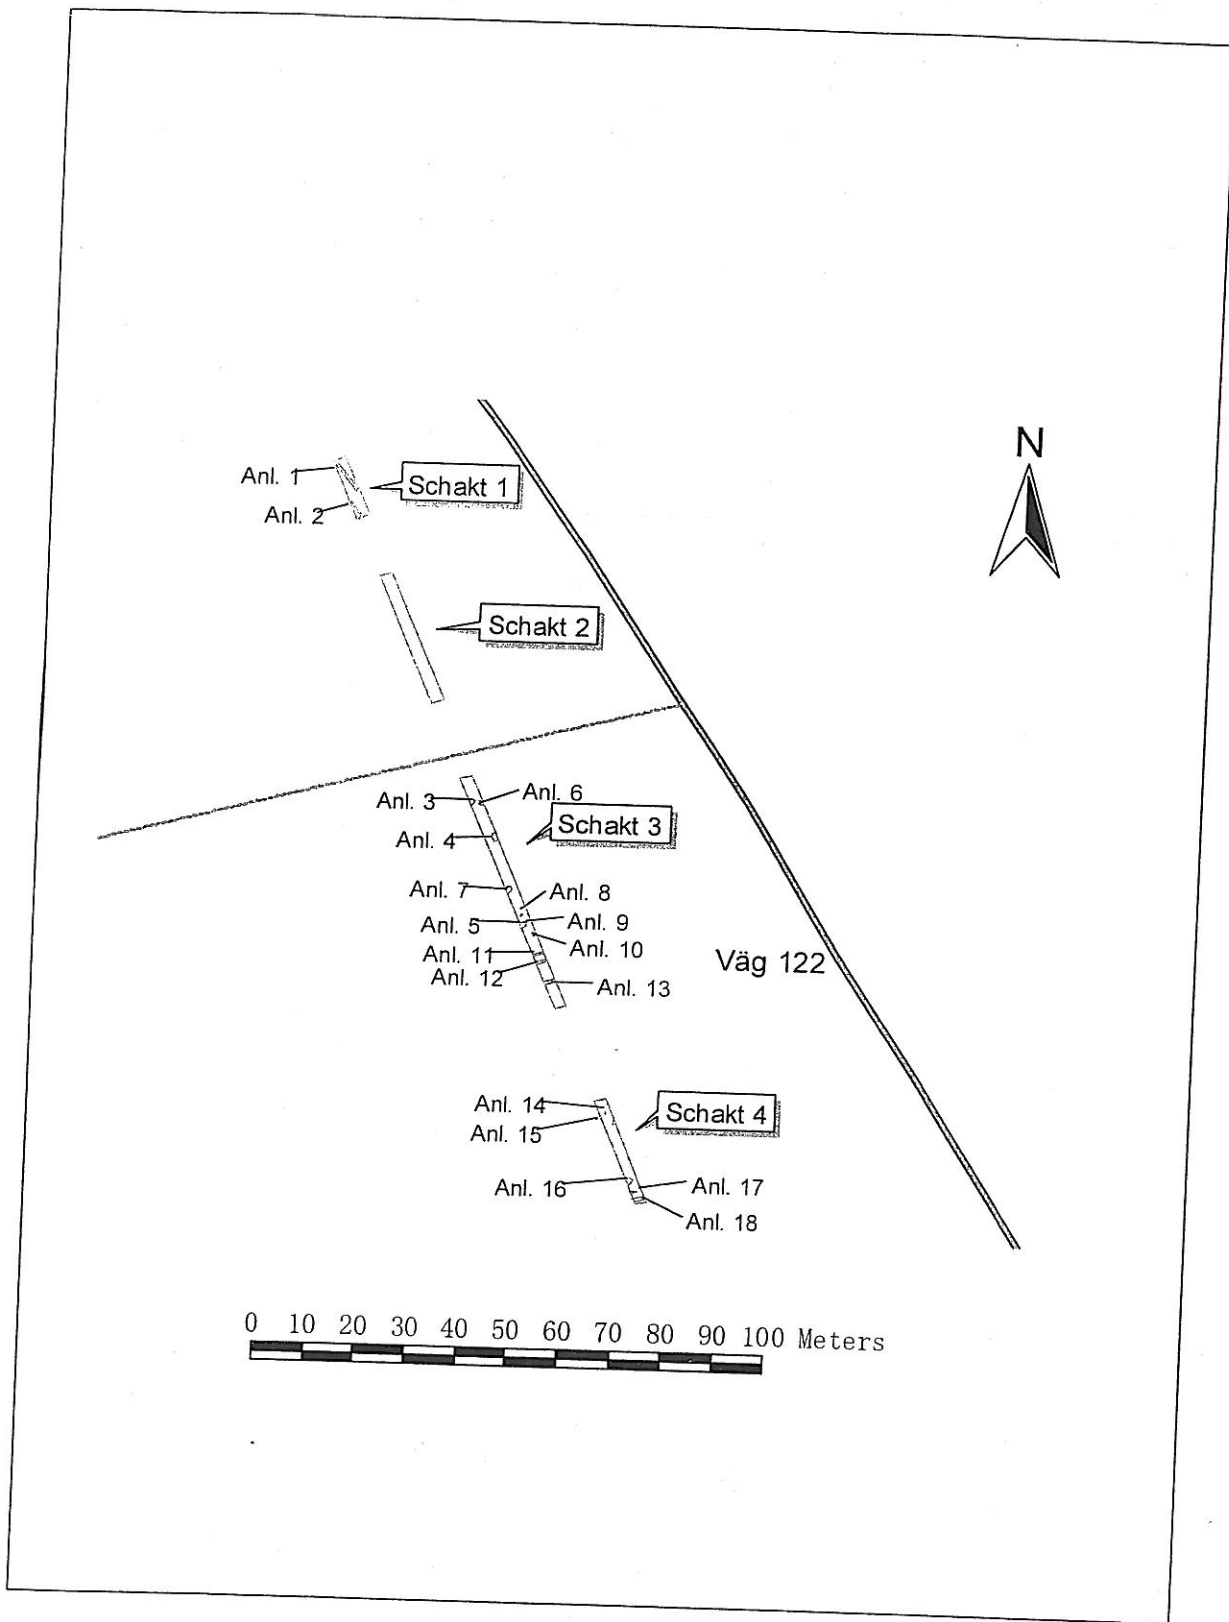 N
Anl. 1
Schakt 1
Anl. 2
Schakt 2
Anl. 3
Anl. 6
Schakt 3
Anl. 4
Anl. 7
Anl. 8
Anl. 5
Anl. 9
Anl. 10
Anl. 11
Anl. 12
Anl. 13
Väg 122
Anl. 14
Schakt 4
Anl. 15
Anl. 16
Anl. 17
Anl. 18
0 10 20 30 40 50 60 70 80 90 100 Meters